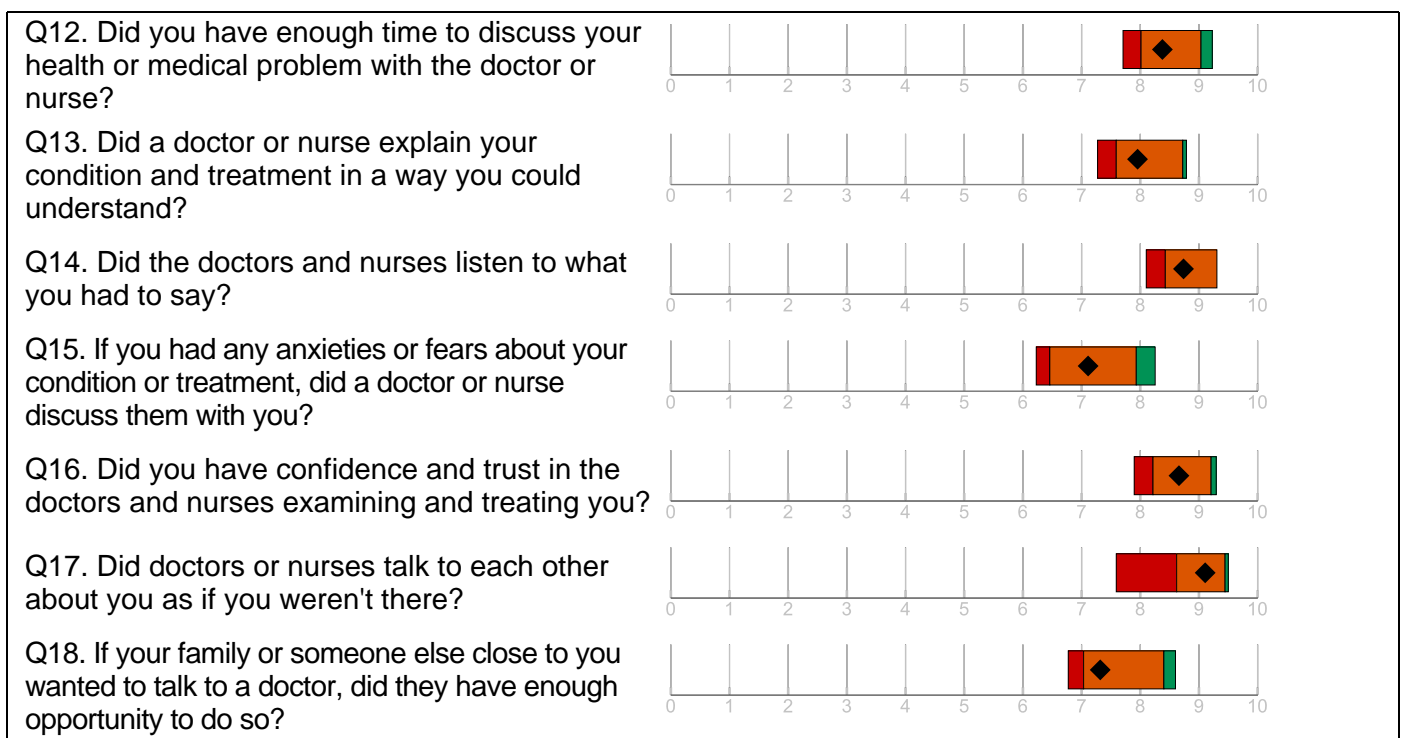 Q12. Did you have enough time to discuss your
health or medical problem with the doctor or
nurse?
0 1 2 3 4 5 6 7 8 9 10
Q13. Did a doctor or nurse explain your
condition and treatment in a way you could
understand?
0 1 2 3 4 5 6 7 8 9 10
Q14. Did the doctors and nurses listen to what
you had to say?
0 1 2 3 4 5 6 7 8 9 10
Q15. If you had any anxieties or fears about your
condition or treatment, did a doctor or nurse
discuss them with you?
0 1 2 3 4 5 6 7 8 9 10
Q16. Did you have confidence and trust in the
doctors and nurses examining and treating you?
0 1 2 3 4 5 6 7 8 9 10
Q17. Did doctors or nurses talk to each other
about you as if you weren't there?
0 1 2 3 4 5 6 7 8 9 10
Q18. If your family or someone else close to you
wanted to talk to a doctor, did they have enough
opportunity to do so?
0 1 2 3 4 5 6 7 8 9 10